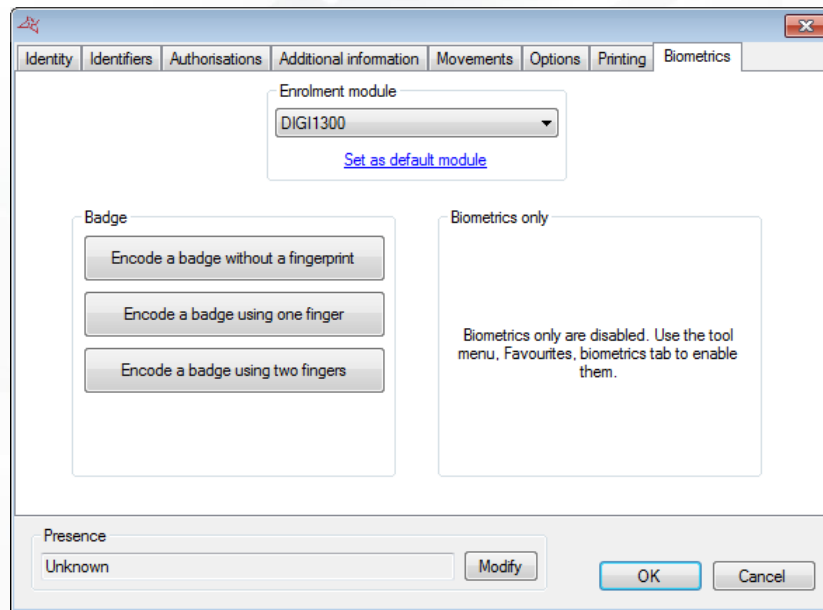 Identity Identifiers Authorisations Additional information Movements Options Printing Biometrics
Enrolment module
DIGI1300
Set as default module
Badge
Encode a badge without a fingerprint
Encode a badge using one finger
Encode a badge using two fingers
Biometrics only
Biometrics only are disabled. Use the tool
menu, Favourites, biometrics tab to enable
them.
Presence
Unknown
Modify
OK
Cancel